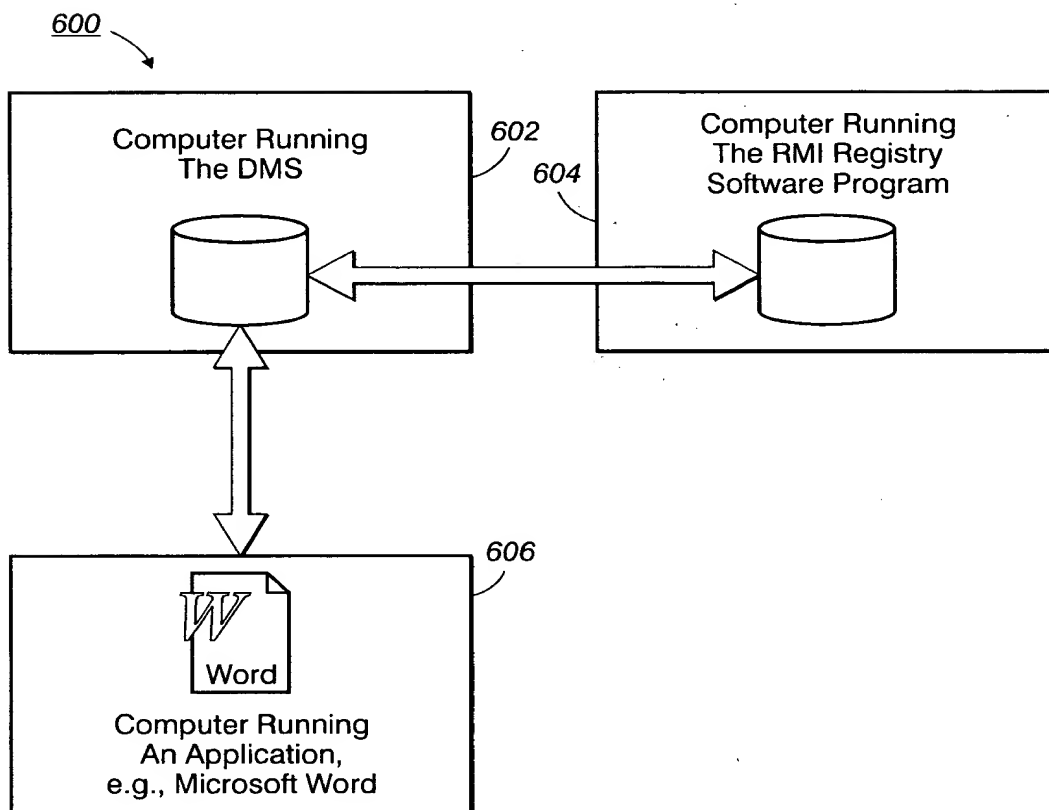 600
Computer Running
The DMS
602
Computer Running
The RMI Registry
Software Program
604
606
W
Word
Computer Running
An Application,
e.g., Microsoft Word